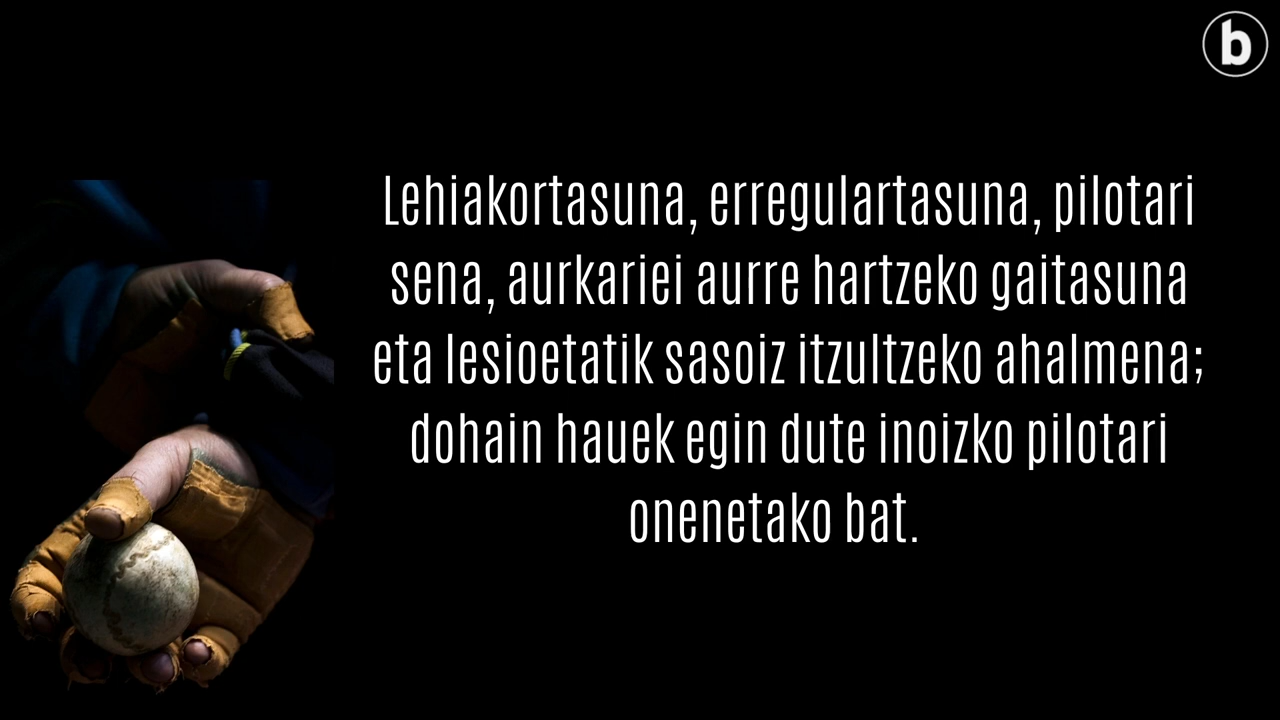 b
Lehiakortasuna, erregulartasuna, pilotari
sena, aurkariei aurre hartzeko gaitasuna
eta lesioetatik sasoiz itzultzeko ahalmena;
dohain hauek egin dute inoizko pilotari
onenetako bat.